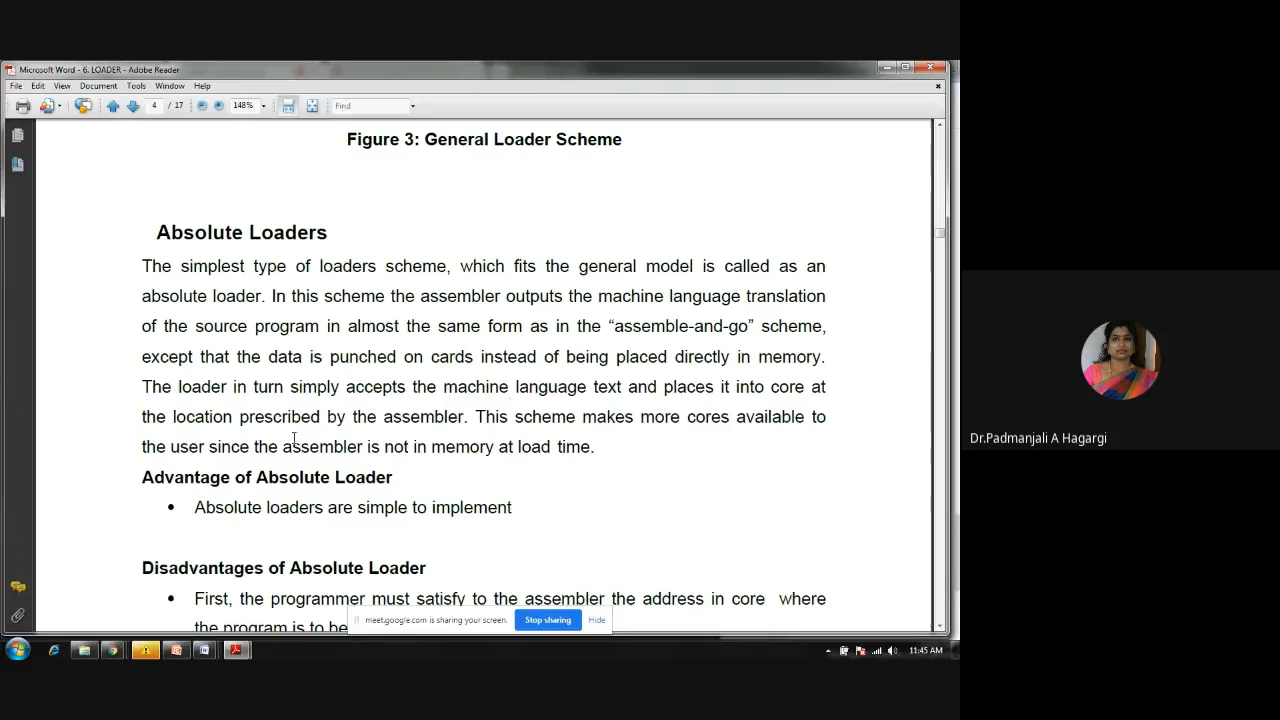 Microsoft Word - 6. LOADER - Adobe Reader
File Edit View Document Tools Window Help
4 / 17 148% Find
Figure 3: General Loader Scheme
Absolute Loaders
The simplest type of loaders scheme, which fits the general model is called as an
absolute loader. In this scheme the assembler outputs the machine language translation
of the source program in almost the same form as in the “assemble-and-go” scheme,
except that the data is punched on cards instead of being placed directly in memory.
The loader in turn simply accepts the machine language text and places it into core at
the location prescribed by the assembler. This scheme makes more cores available to
the user since the assembler is not in memory at load time.
Advantage of Absolute Loader
• Absolute loaders are simple to implement
Disadvantages of Absolute Loader
• First, the programmer must satisfy to the assembler the address in core where
the program is to be
meet.google.com is sharing your screen. Stop sharing Hide
11:45 AM
Dr.Padmanjali A Hagargi